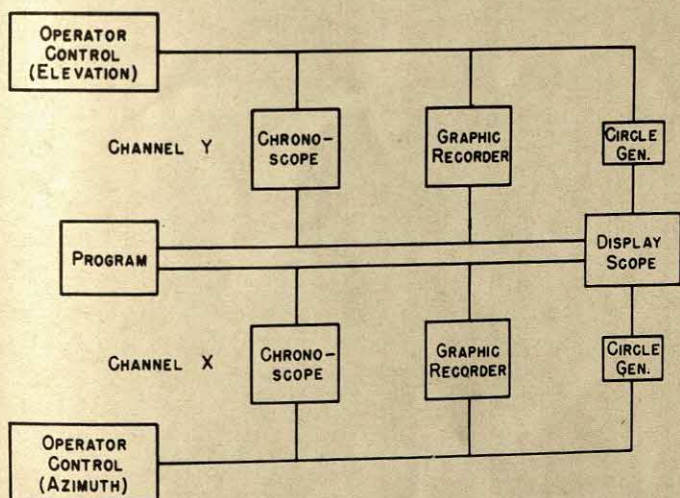 OPERATOR
CONTROL
(ELEVATION)
CHANNEL Y
CHRONO-
SCOPE
GRAPHIC
RECORDER
CIRCLE
GEN.
PROGRAM
DISPLAY
SCOPE
CHANNEL X
CHRONO-
SCOPE
GRAPHIC
RECORDER
CIRCLE
GEN.
OPERATOR
CONTROL
(AZIMUTH)